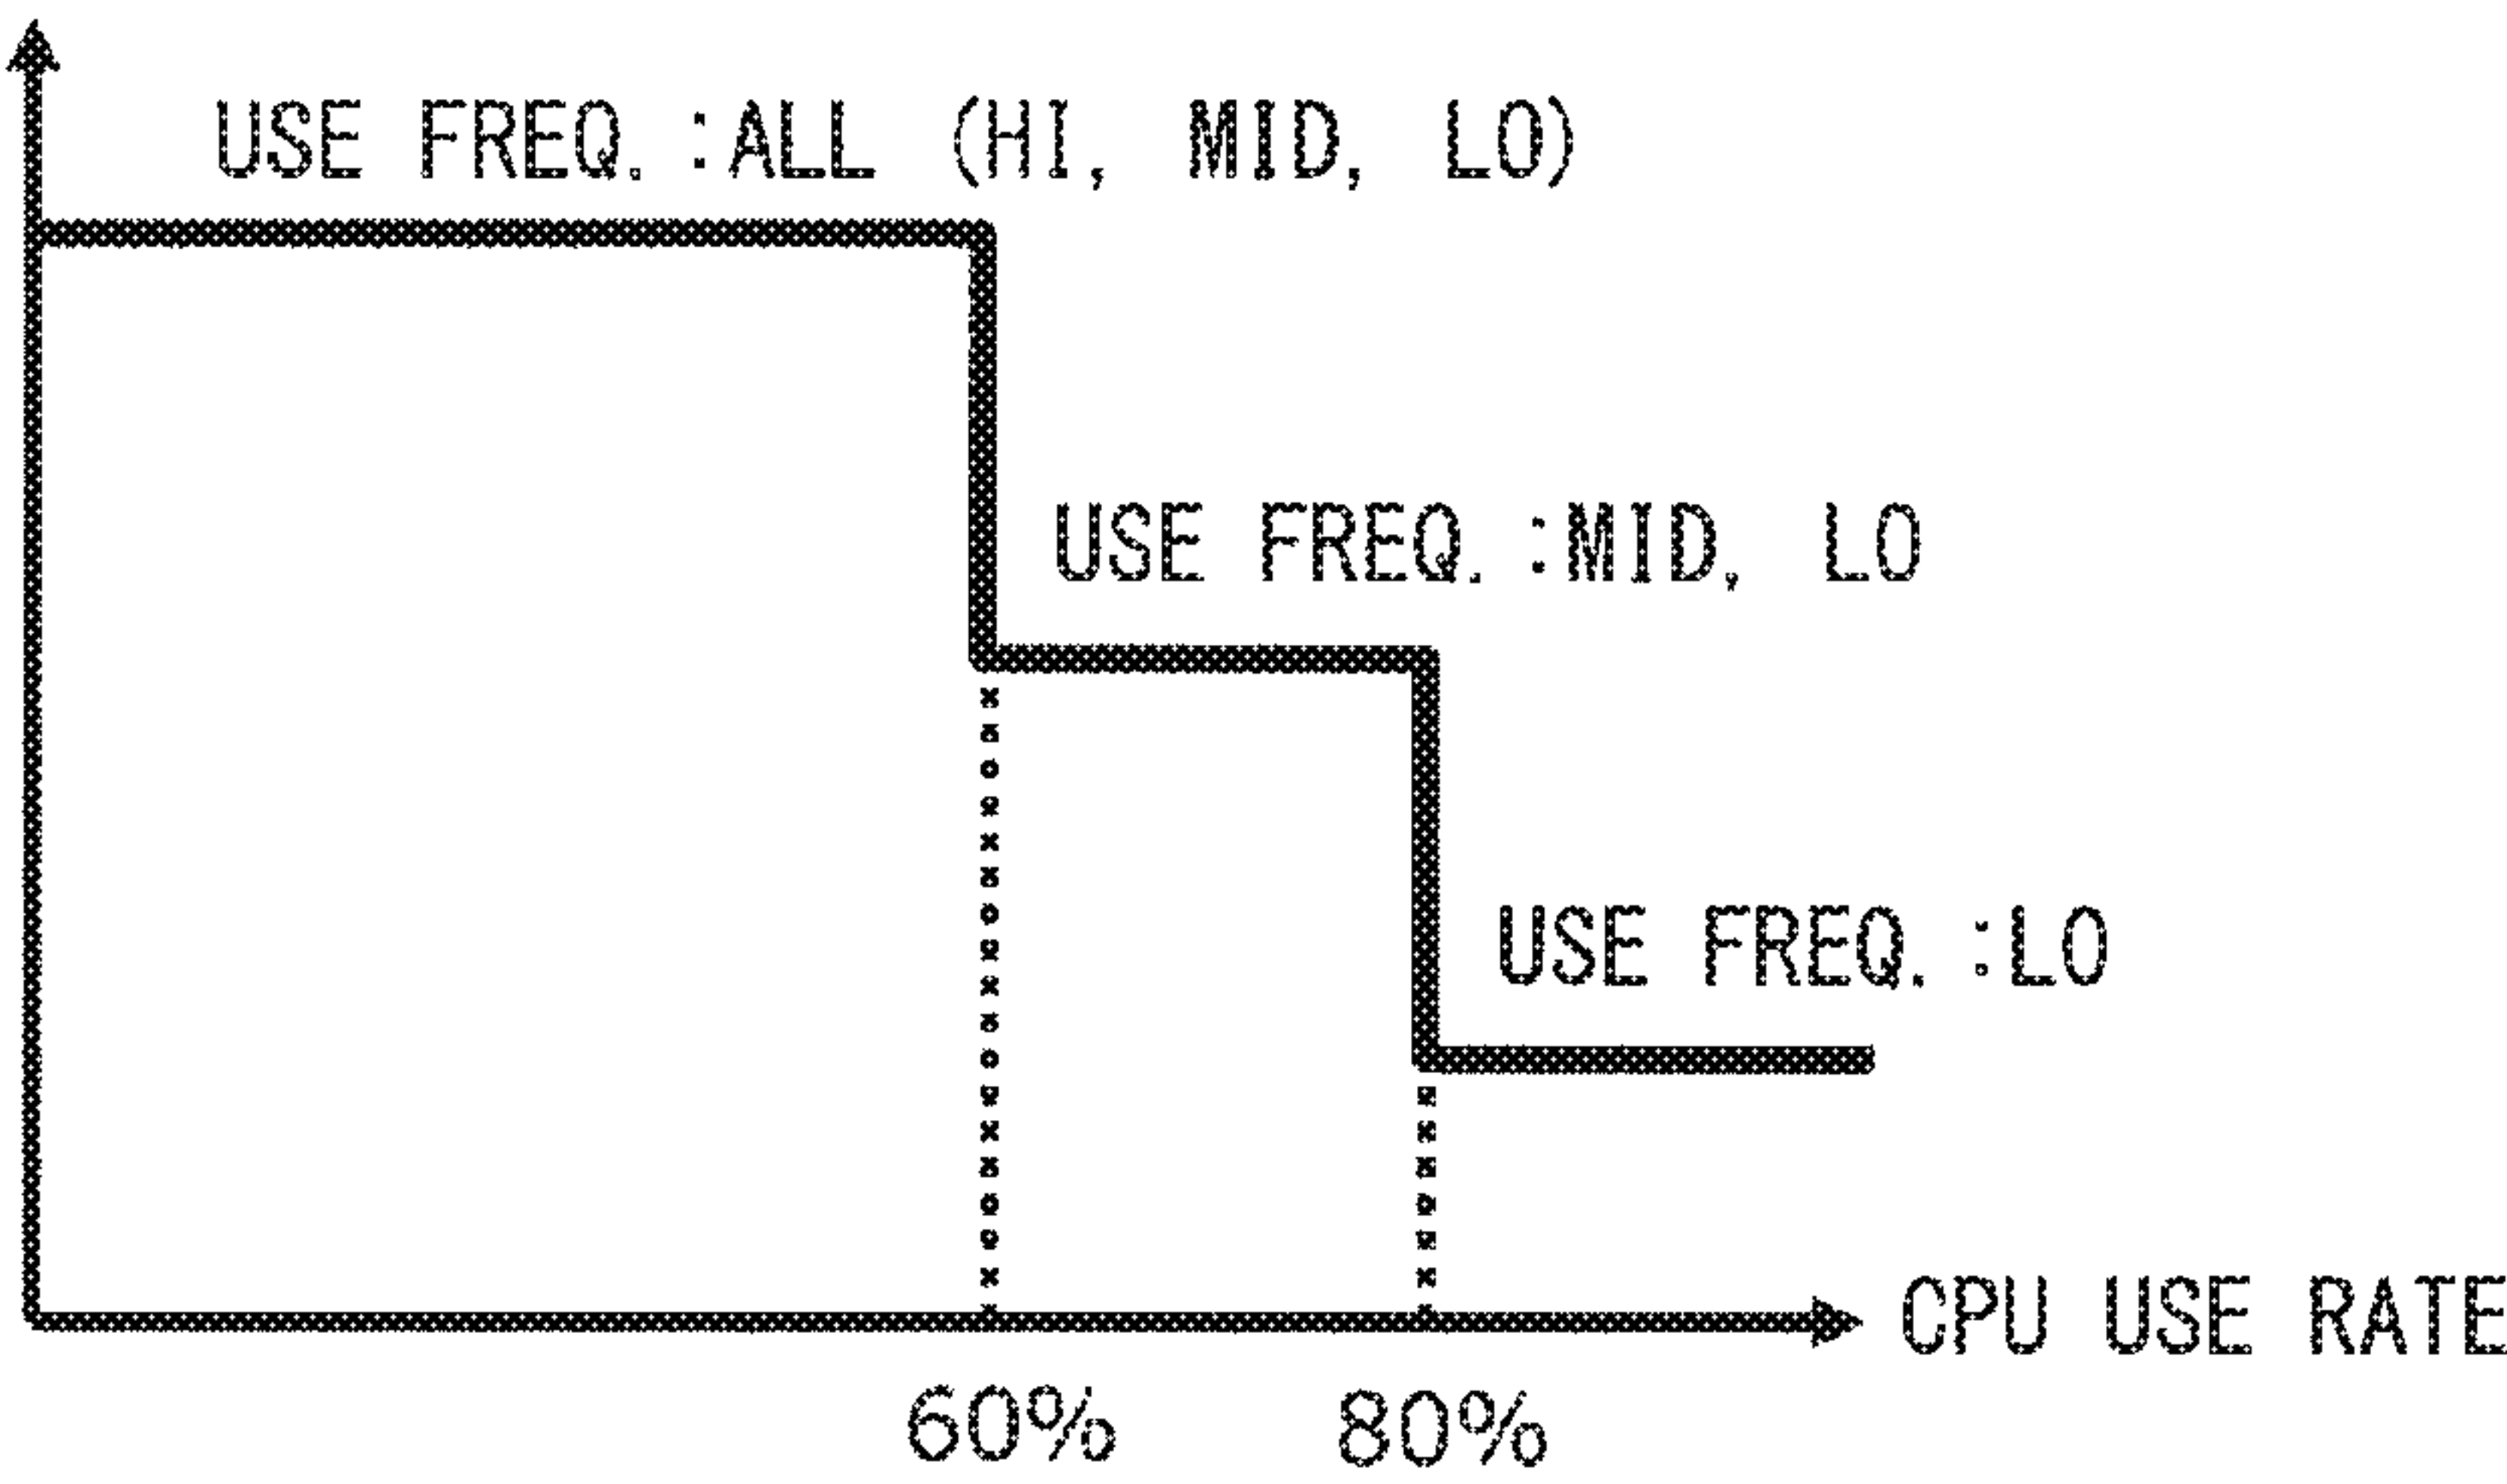 USE FREQ. :ALL (HI, MID, LO)
USE FREQ. :MID, LO
USE FREQ. :LO
CPU USE RATE
60%
80%